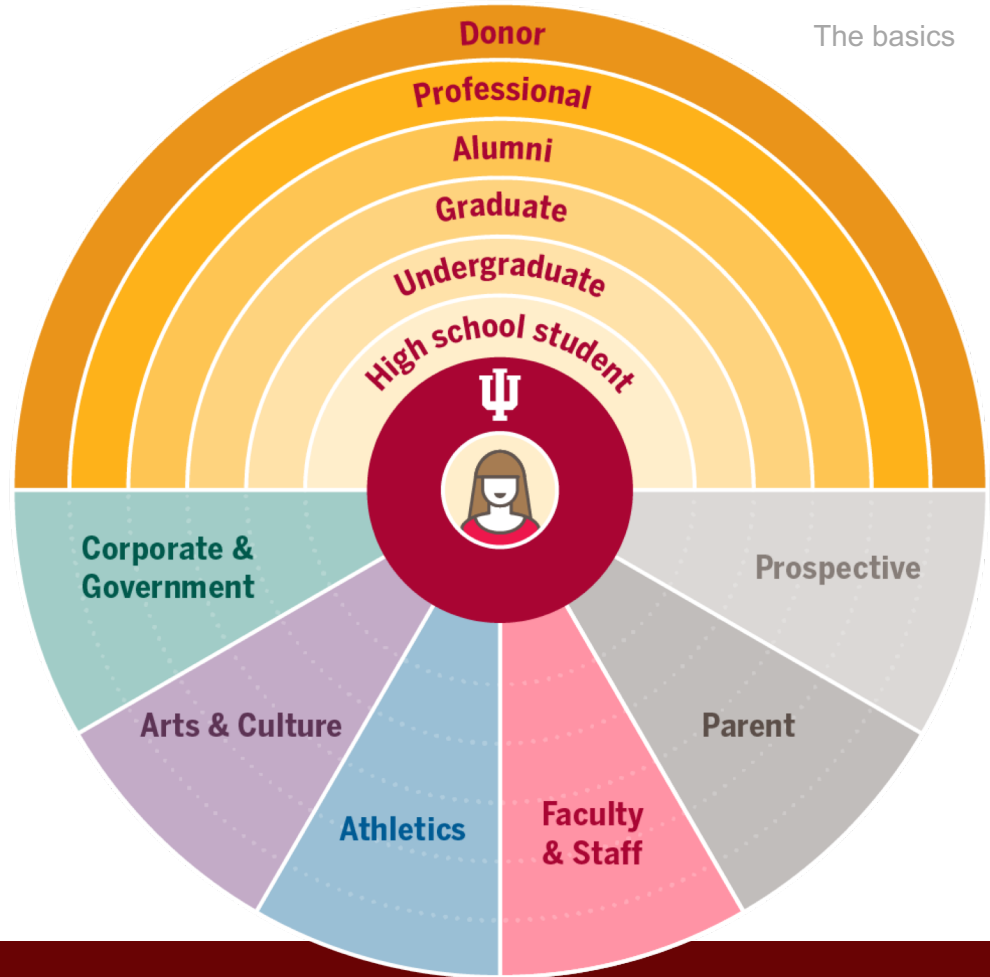 The basics
Donor
Professional
Alumni
Graduate
Undergraduate
High school student
Corporate &
Government
Prospective
Arts & Culture
Parent
Athletics
Faculty
& Staff